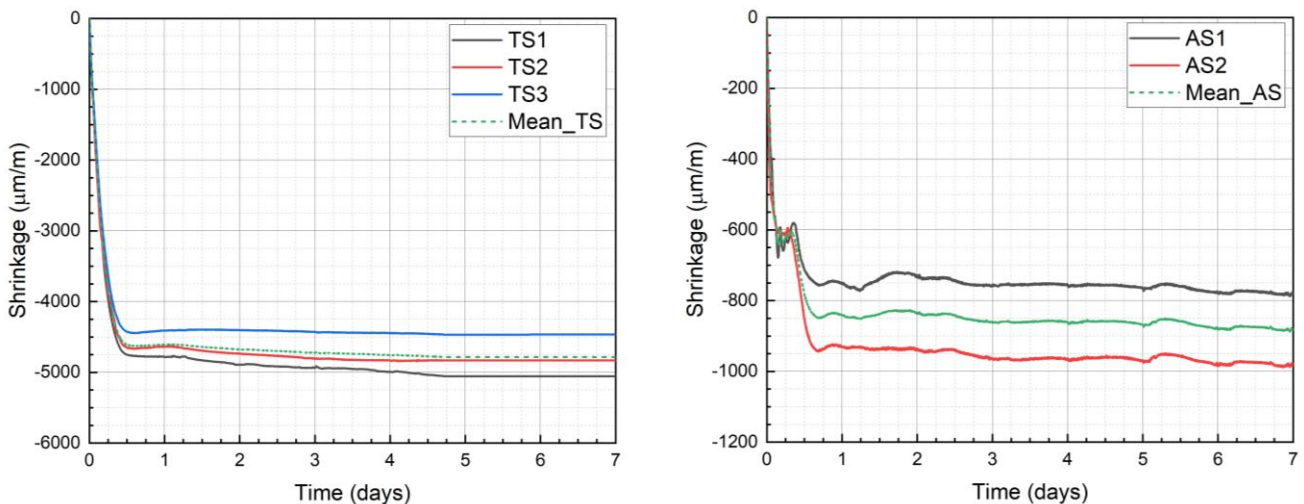 0
-1000
-2000
-3000
-4000
-5000
-6000
Shrinkage (μm/m)
TS1
TS2
TS3
Mean_TS
0 1 2 3 4 5 6 7
Time (days)
0
-200
-400
-600
-800
-1000
-1200
Shrinkage (μm/m)
AS1
AS2
Mean_AS
0 1 2 3 4 5 6 7
Time (days)